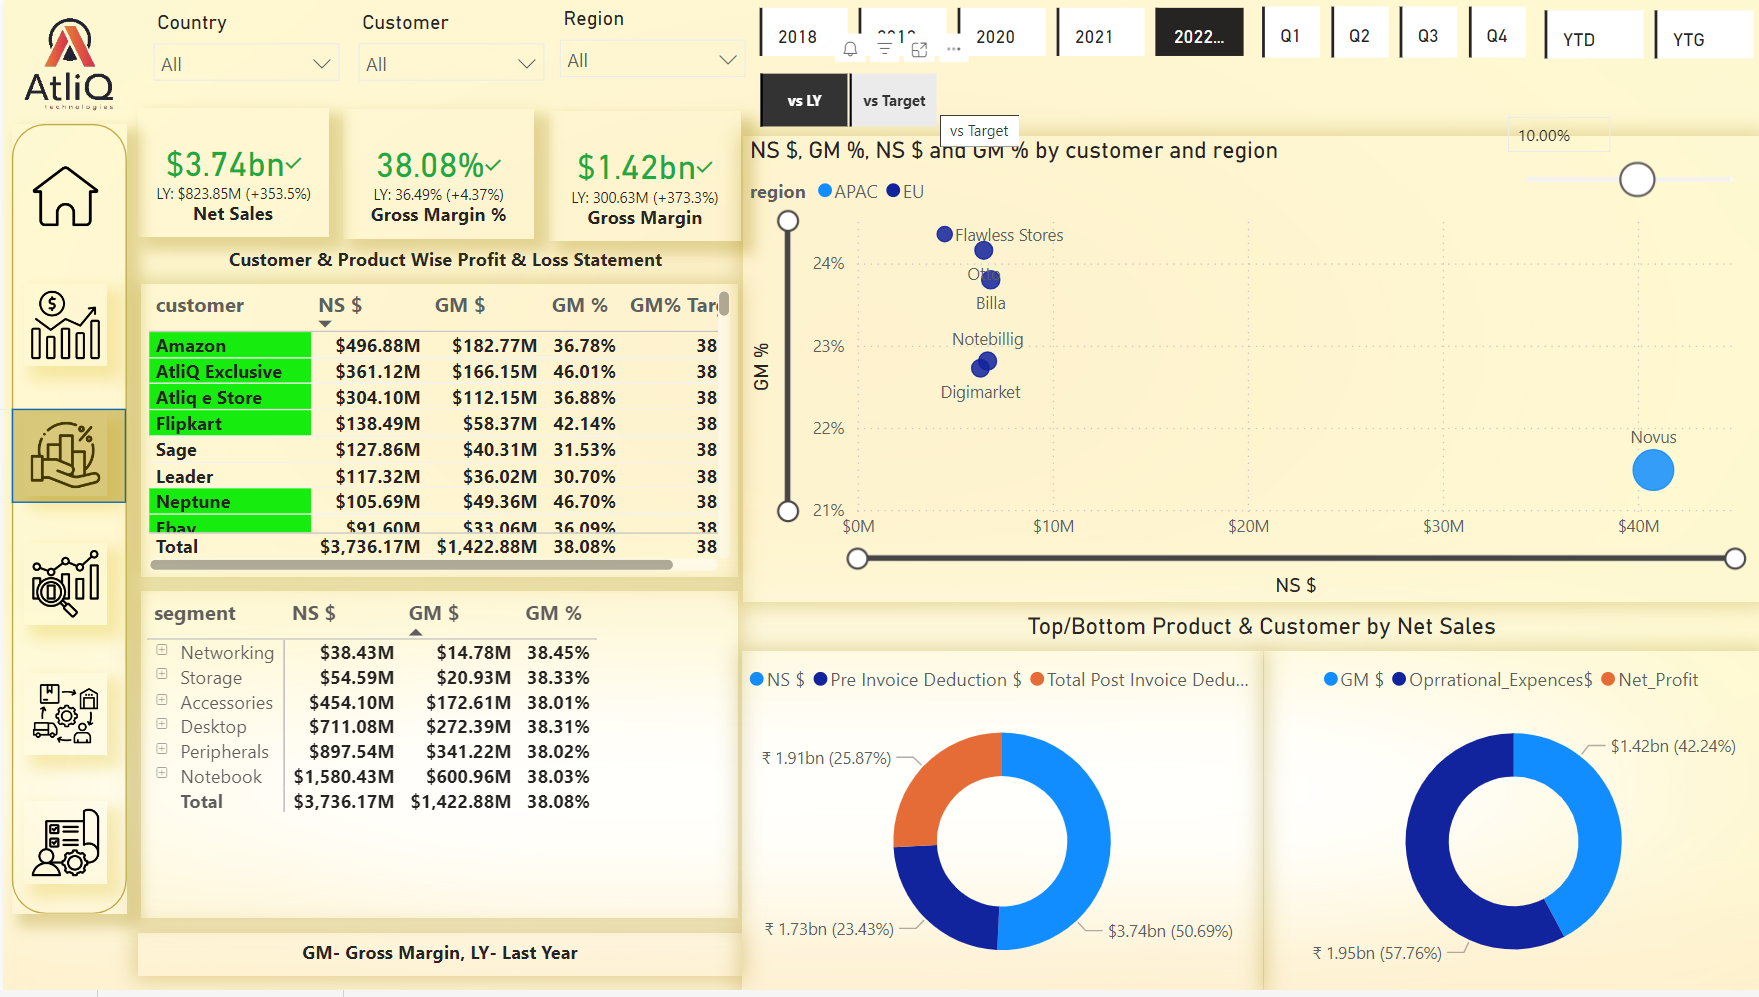 AtliQ
technologies
Country
All
Customer
All
Region
All
2018
2019
2020
2021
2022...
Q1
Q2
Q3
Q4
YTD
YTG
vs LY
vs Target
vs Target
10.00%
$3.74bn
LY: $823.85M (+353.5%)
Net Sales
38.08%
LY: 36.49% (+4.37%)
Gross Margin %
$1.42bn
LY: 300.63M (+373.3%)
Gross Margin
Customer & Product Wise Profit & Loss Statement
customer NS $ GM $ GM % GM% Tar
Amazon $496.88M $182.77M 36.78% 38
AtliQ Exclusive $361.12M $166.15M 46.01% 38
Atliq e Store $304.10M $112.15M 36.88% 38
Flipkart $138.49M $58.37M 42.14% 38
Sage $127.86M $40.31M 31.53% 38
Leader $117.32M $36.02M 30.70% 38
Neptune $105.69M $49.36M 46.70% 38
Ebay $91.60M $33.06M 36.09% 38
Total $3,736.17M $1,422.88M 38.08% 38
segment NS $ GM $ GM %
Networking $38.43M $14.78M 38.45%
Storage $54.59M $20.93M 38.33%
Accessories $454.10M $172.61M 38.01%
Desktop $711.08M $272.39M 38.31%
Peripherals $897.54M $341.22M 38.02%
Notebook $1,580.43M $600.96M 38.03%
Total $3,736.17M $1,422.88M 38.08%
GM- Gross Margin, LY- Last Year
NS $, GM %, NS $ and GM % by customer and region
region APAC EU
GM %
24%
23%
22%
21%
Flawless Stores
Otto
Billa
Notebillig
Digimarket
Novus
$0M $10M $20M $30M $40M
NS $
Top/Bottom Product & Customer by Net Sales
NS $ Pre Invoice Deduction $ Total Post Invoice Dedu...
₹ 1.91bn (25.87%)
₹ 1.73bn (23.43%)
$3.74bn (50.69%)
GM $ Oprrational_Expences$ Net_Profit
$1.42bn (42.24%)
₹ 1.95bn (57.76%)